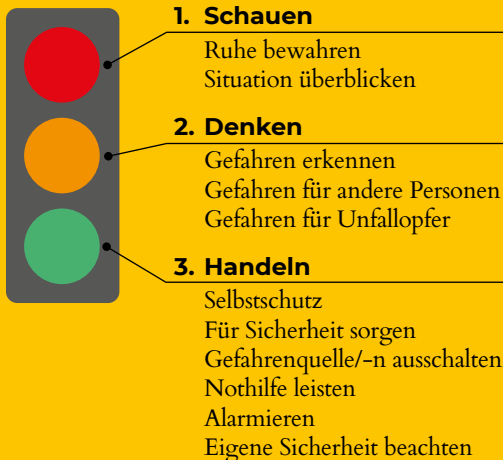 1. Schauen
Ruhe bewahren
Situation überblicken
2. Denken
Gefahren erkennen
Gefahren für andere Personen
Gefahren für Unfallopfer
3. Handeln
Selbstschutz
Für Sicherheit sorgen
Gefahrenquelle/-n ausschalten
Nothilfe leisten
Alarmieren
Eigene Sicherheit beachten